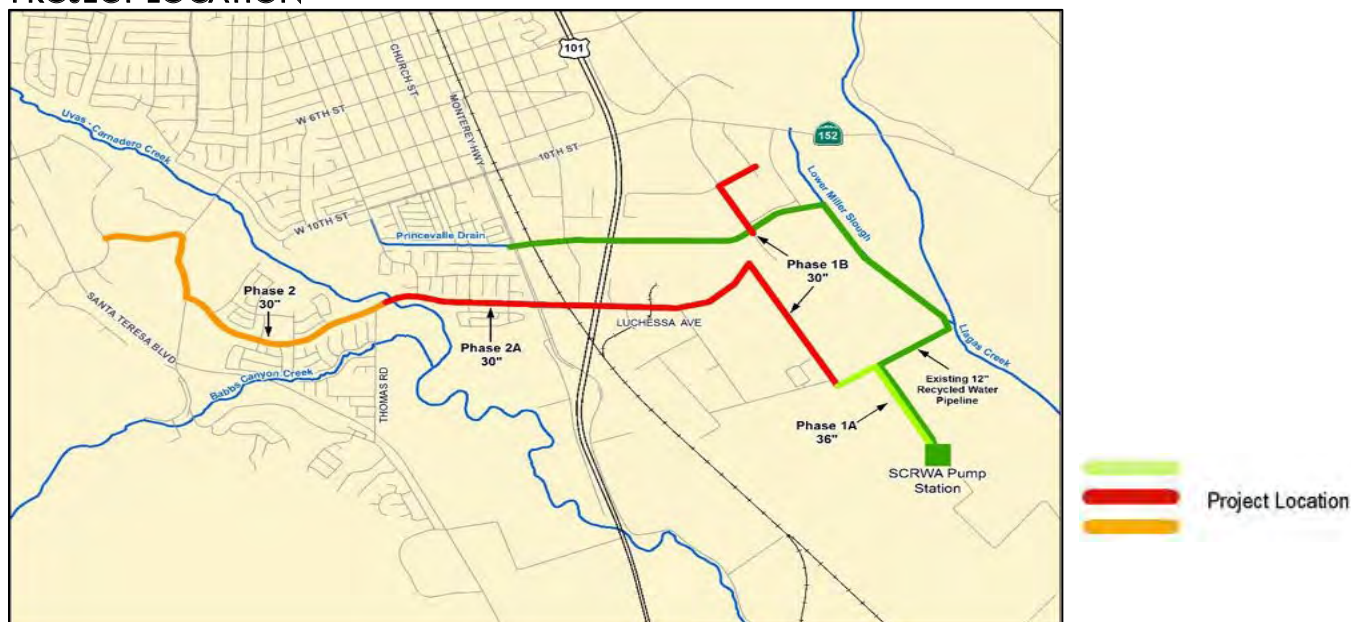 PROJECT LOCATION
101
CHURCH ST
MONTEREY HWY
W 6TH ST
Uvas - Carnadero Creek
152
10TH ST
Lower Miller Slough
W 10TH ST
Princevalle Drain
Phase 1B
30"
Phase 2
30"
SANTA TERESA BLVD
LUCHESSA AVE
Phase 2A
30"
Llagas Creek
Babbs Canyon Creek
THOMAS RD
Existing 12"
Recycled Water
Pipeline
Phase 1A
36"
SCRWA Pump
Station
Project Location